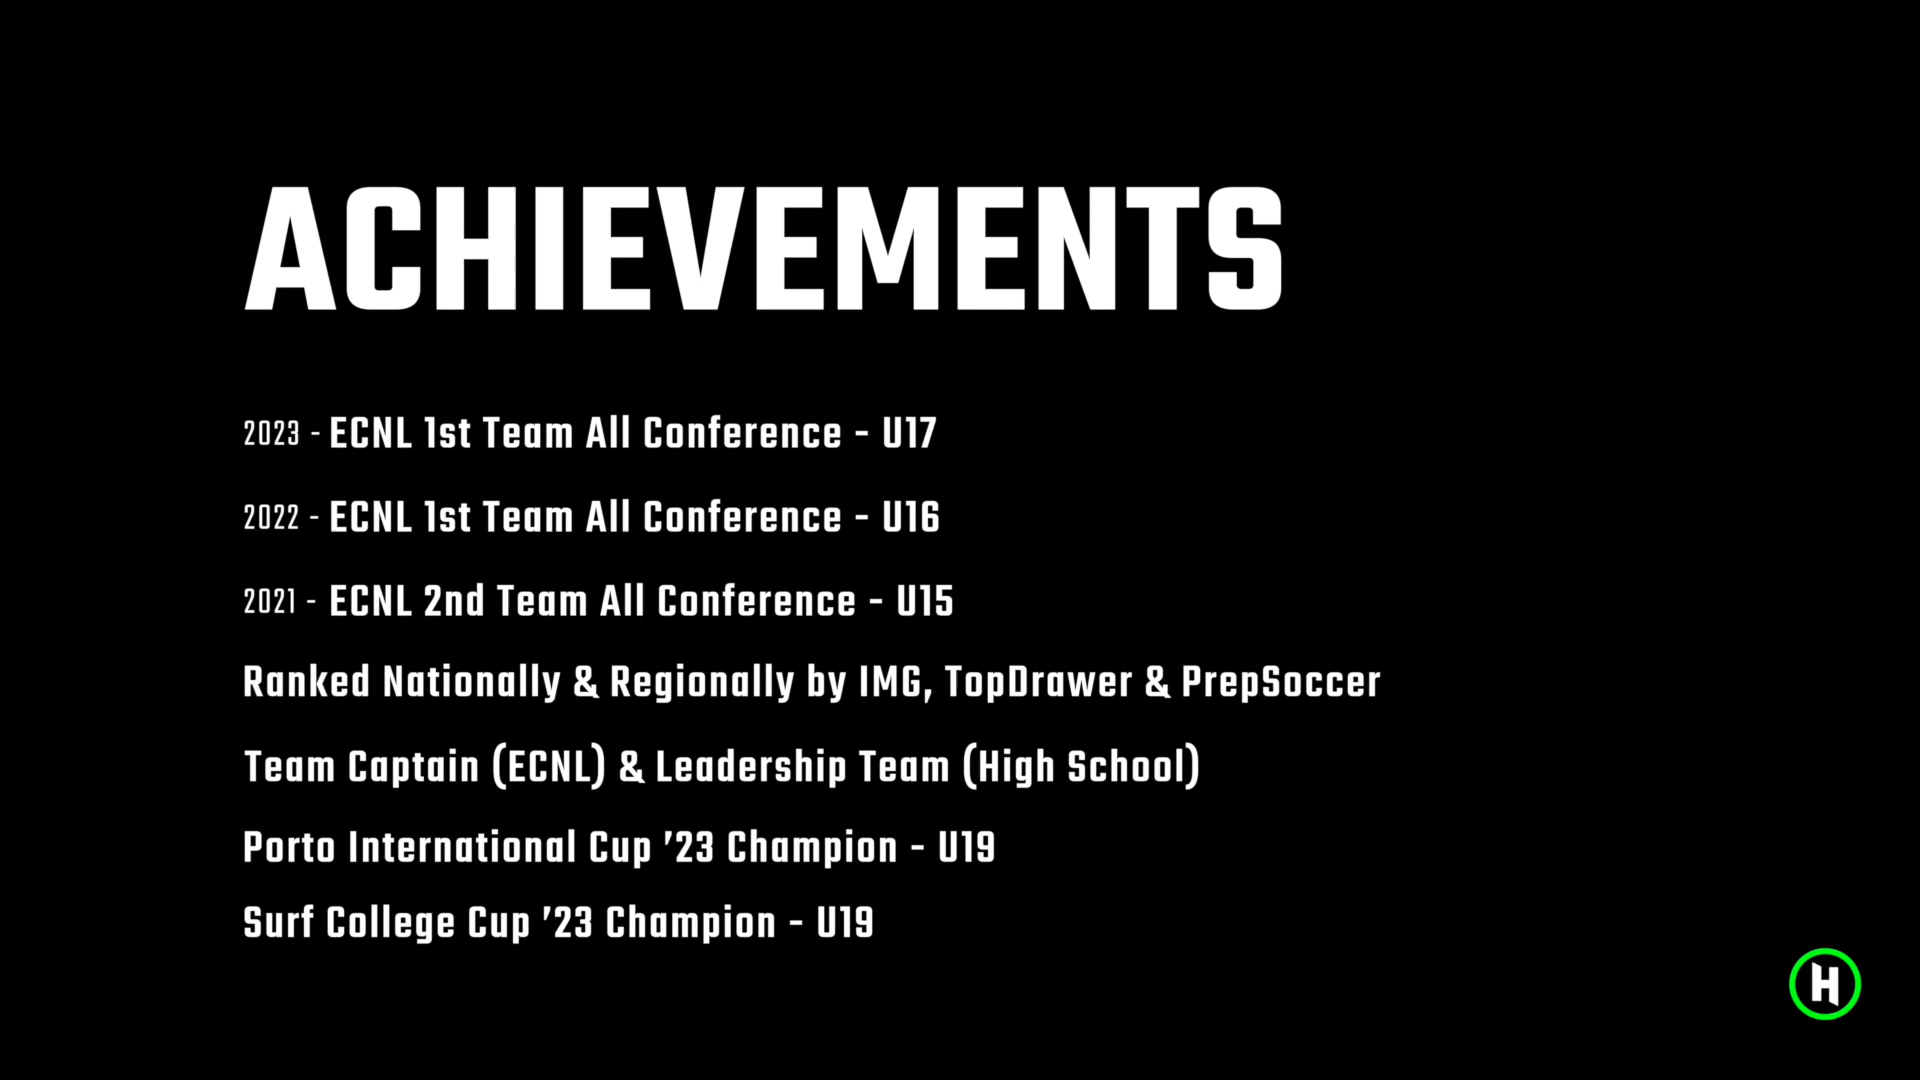 ACHIEVEMENTS
2023 - ECNL 1st Team All Conference - U17
2022 - ECNL 1st Team All Conference - U16
2021 - ECNL 2nd Team All Conference - U15
Ranked Nationally & Regionally by IMG, TopDrawer & PrepSoccer
Team Captain (ECNL) & Leadership Team (High School)
Porto International Cup ’23 Champion - U19
Surf College Cup ’23 Champion - U19
H